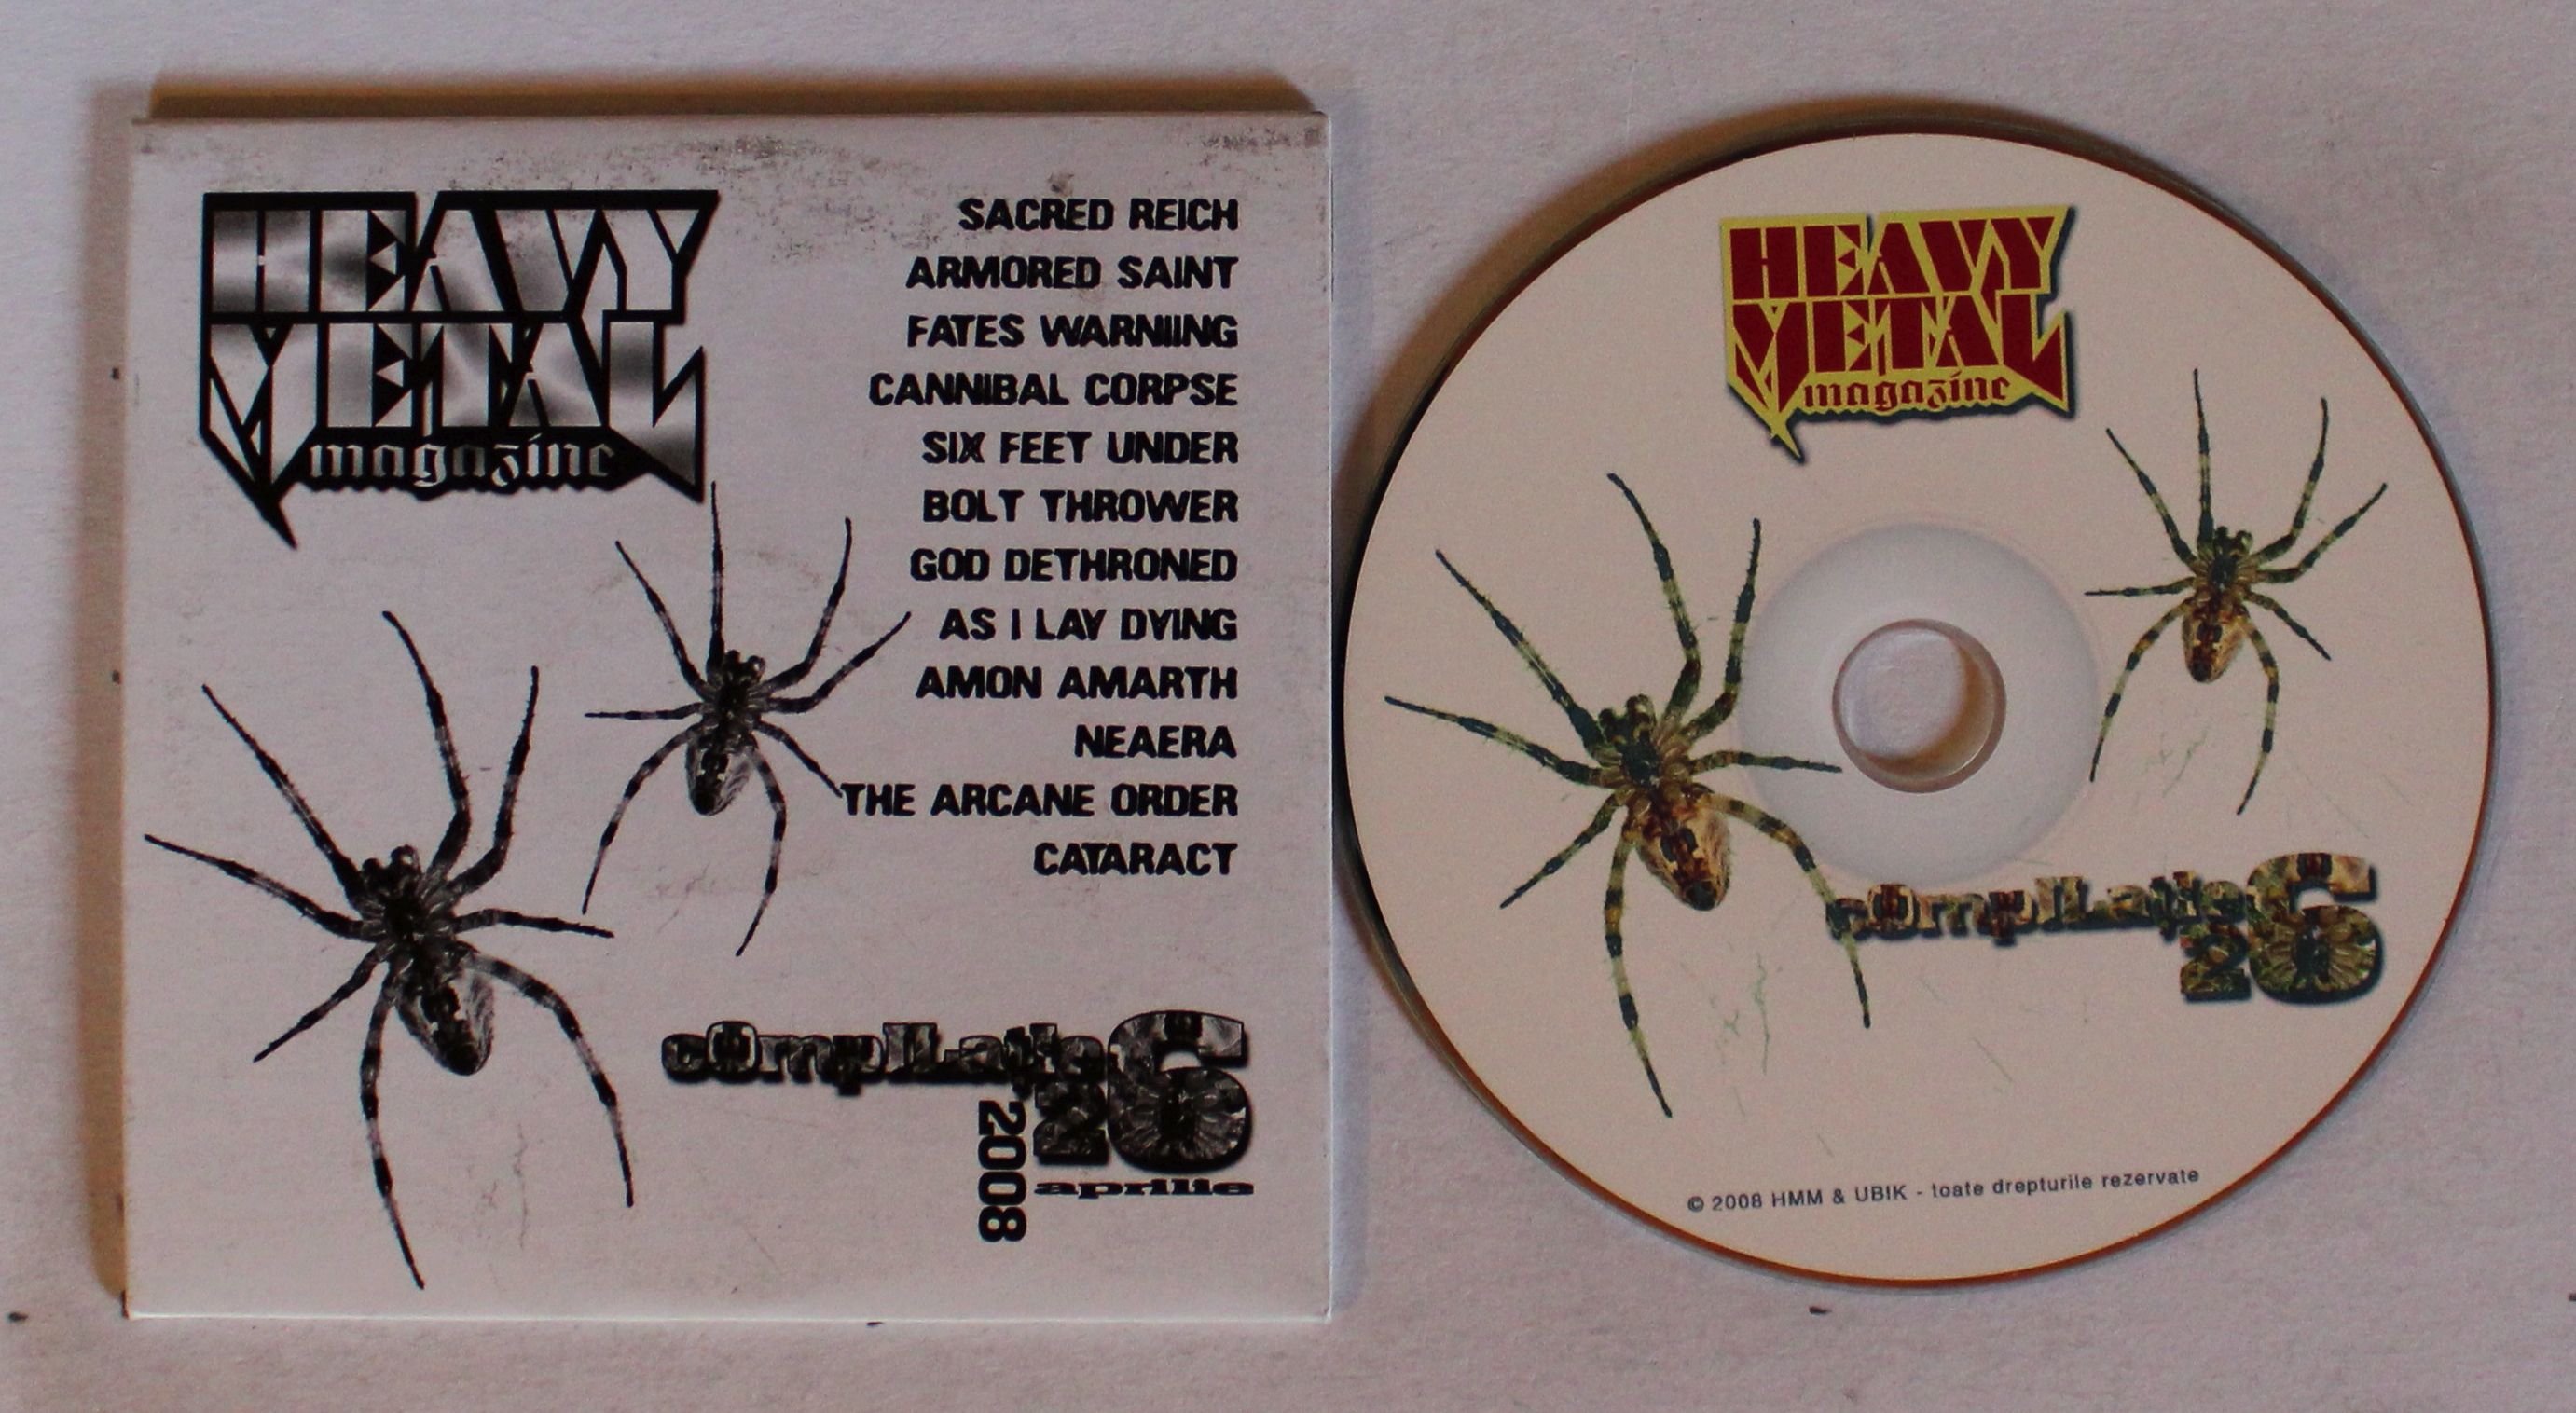 HEAVY
METAL
magazine
SACRED REICH
ARMORED SAINT
FATES WARNIING
CANNIBAL CORPSE
SIX FEET UNDER
BOLT THROWER
GOD DETHRONED
AS I LAY DYING
AMON AMARTH
NEAERA
THE ARCANE ORDER
CATARACT
cOmpILaţie
26
2008
aprilie
HEAVY
METAL
magazine
cOmpILaţie
26
© 2008 HMM & UBIK - toate drepturile rezervate